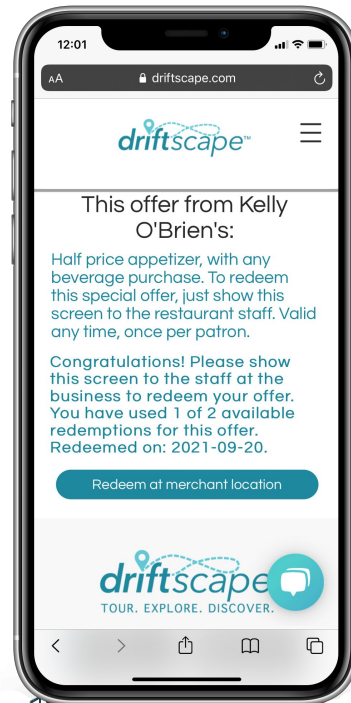 12:01
AA driftscape.com
driftscape™
This offer from Kelly
O'Brien's:
Half price appetizer, with any
beverage purchase. To redeem
this special offer, just show this
screen to the restaurant staff. Valid
any time, once per patron.
Congratulations! Please show
this screen to the staff at the
business to redeem your offer.
You have used 1 of 2 available
redemptions for this offer.
Redeemed on: 2021-09-20.
Redeem at merchant location
driftscape
TOUR. EXPLORE. DISCOVER.